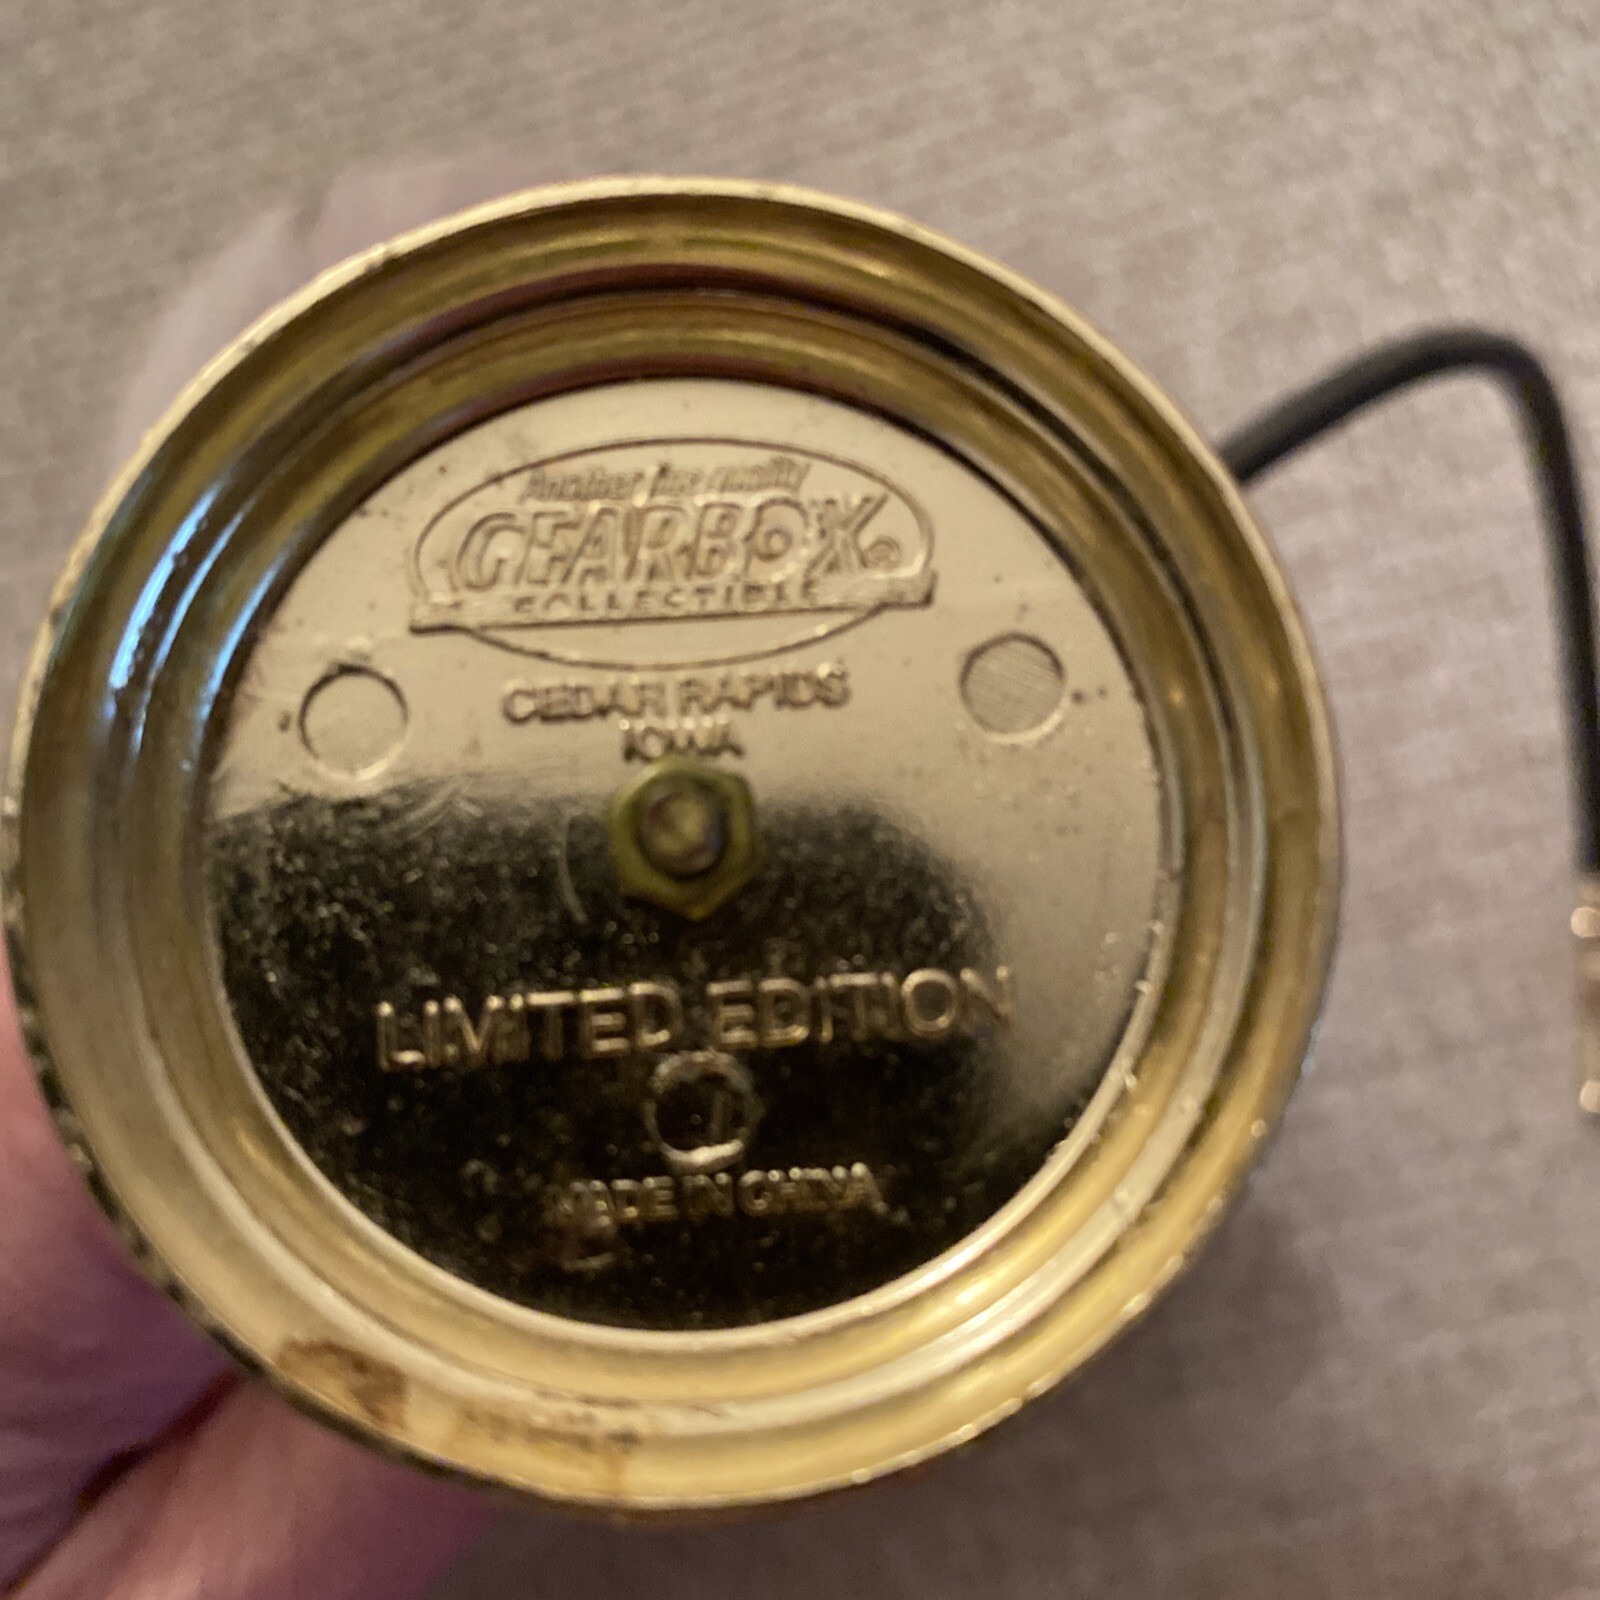 Another fine quality
GEARBOX®
COLLECTIBLE
CEDAR RAPIDS
IOWA
LIMITED EDITION
MADE IN CHINA